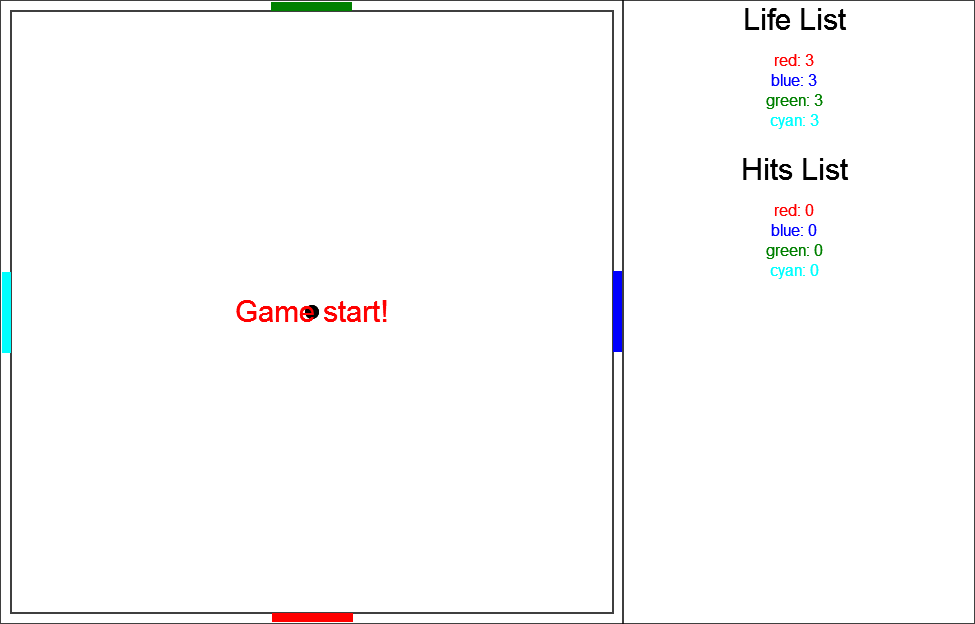 Game start!
Life List
red: 3
blue: 3
green: 3
cyan: 3
Hits List
red: 0
blue: 0
green: 0
cyan: 0